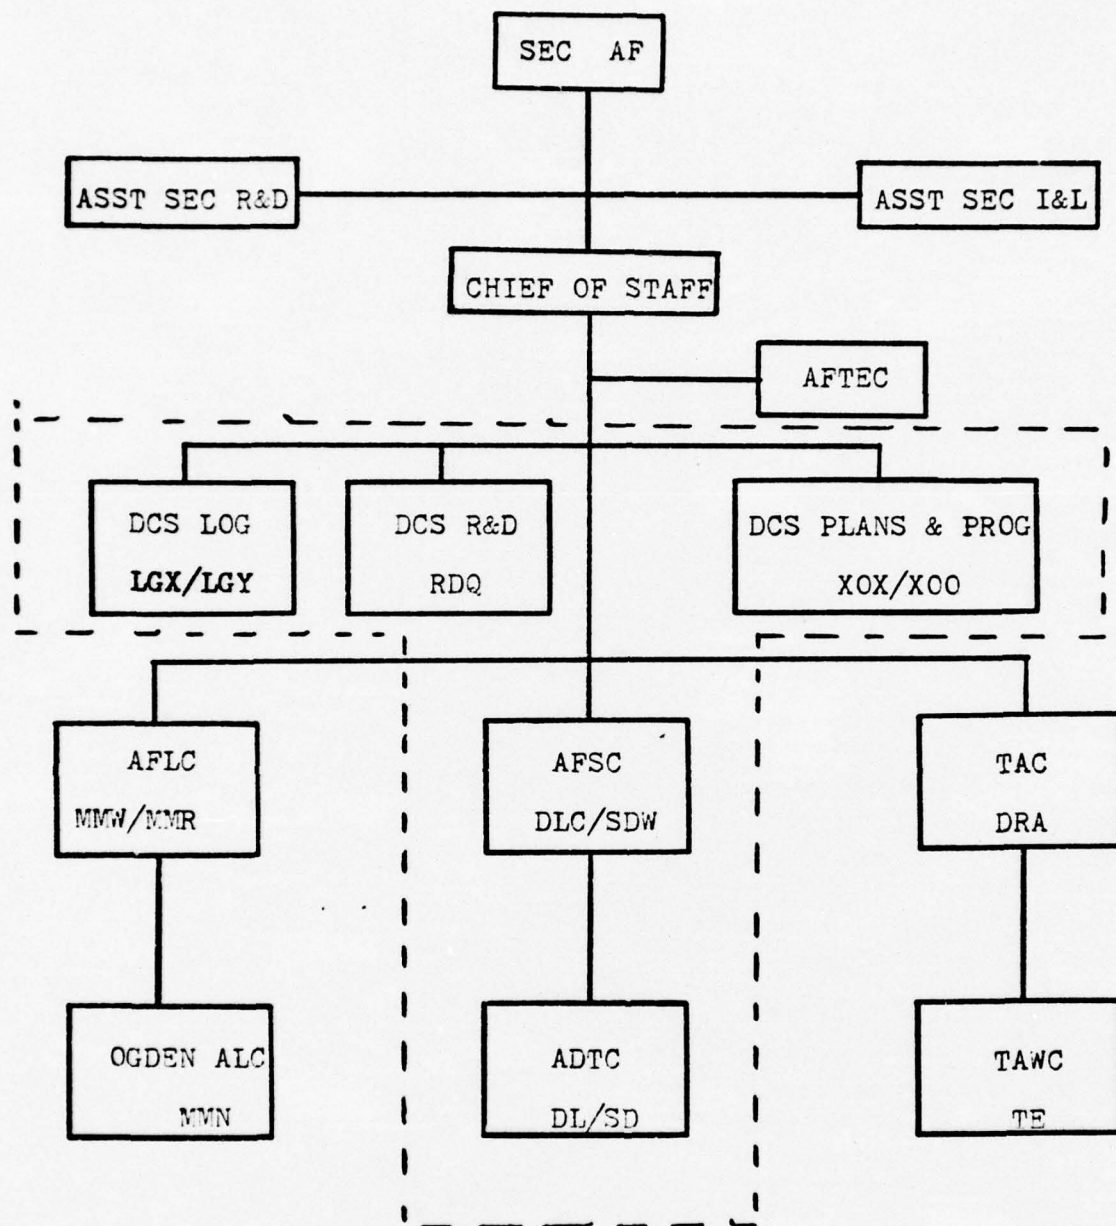 SEC AF
ASST SEC R&D
ASST SEC I&L
CHIEF OF STAFF
AFTEC
DCS LOG
LGX/LGY
DCS R&D
RDQ
DCS PLANS & PROG
XOX/XOO
AFLC
MMW/MMR
AFSC
DLC/SDW
TAC
DRA
OGDEN ALC
MMN
ADTC
DL/SD
TAWC
TE